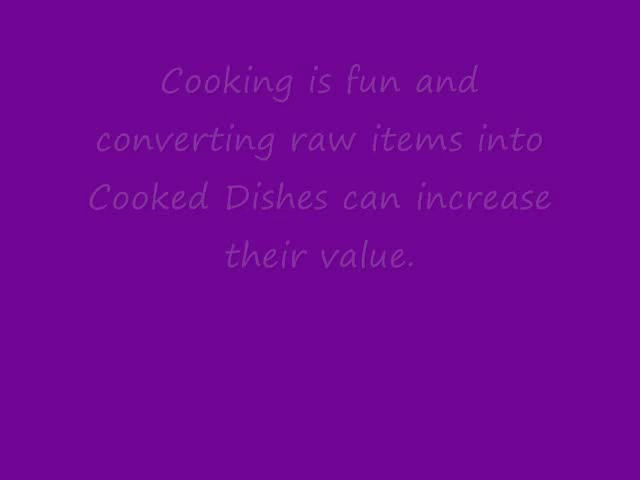 Cooking is fun and
converting raw items into
Cooked Dishes can increase
their value.